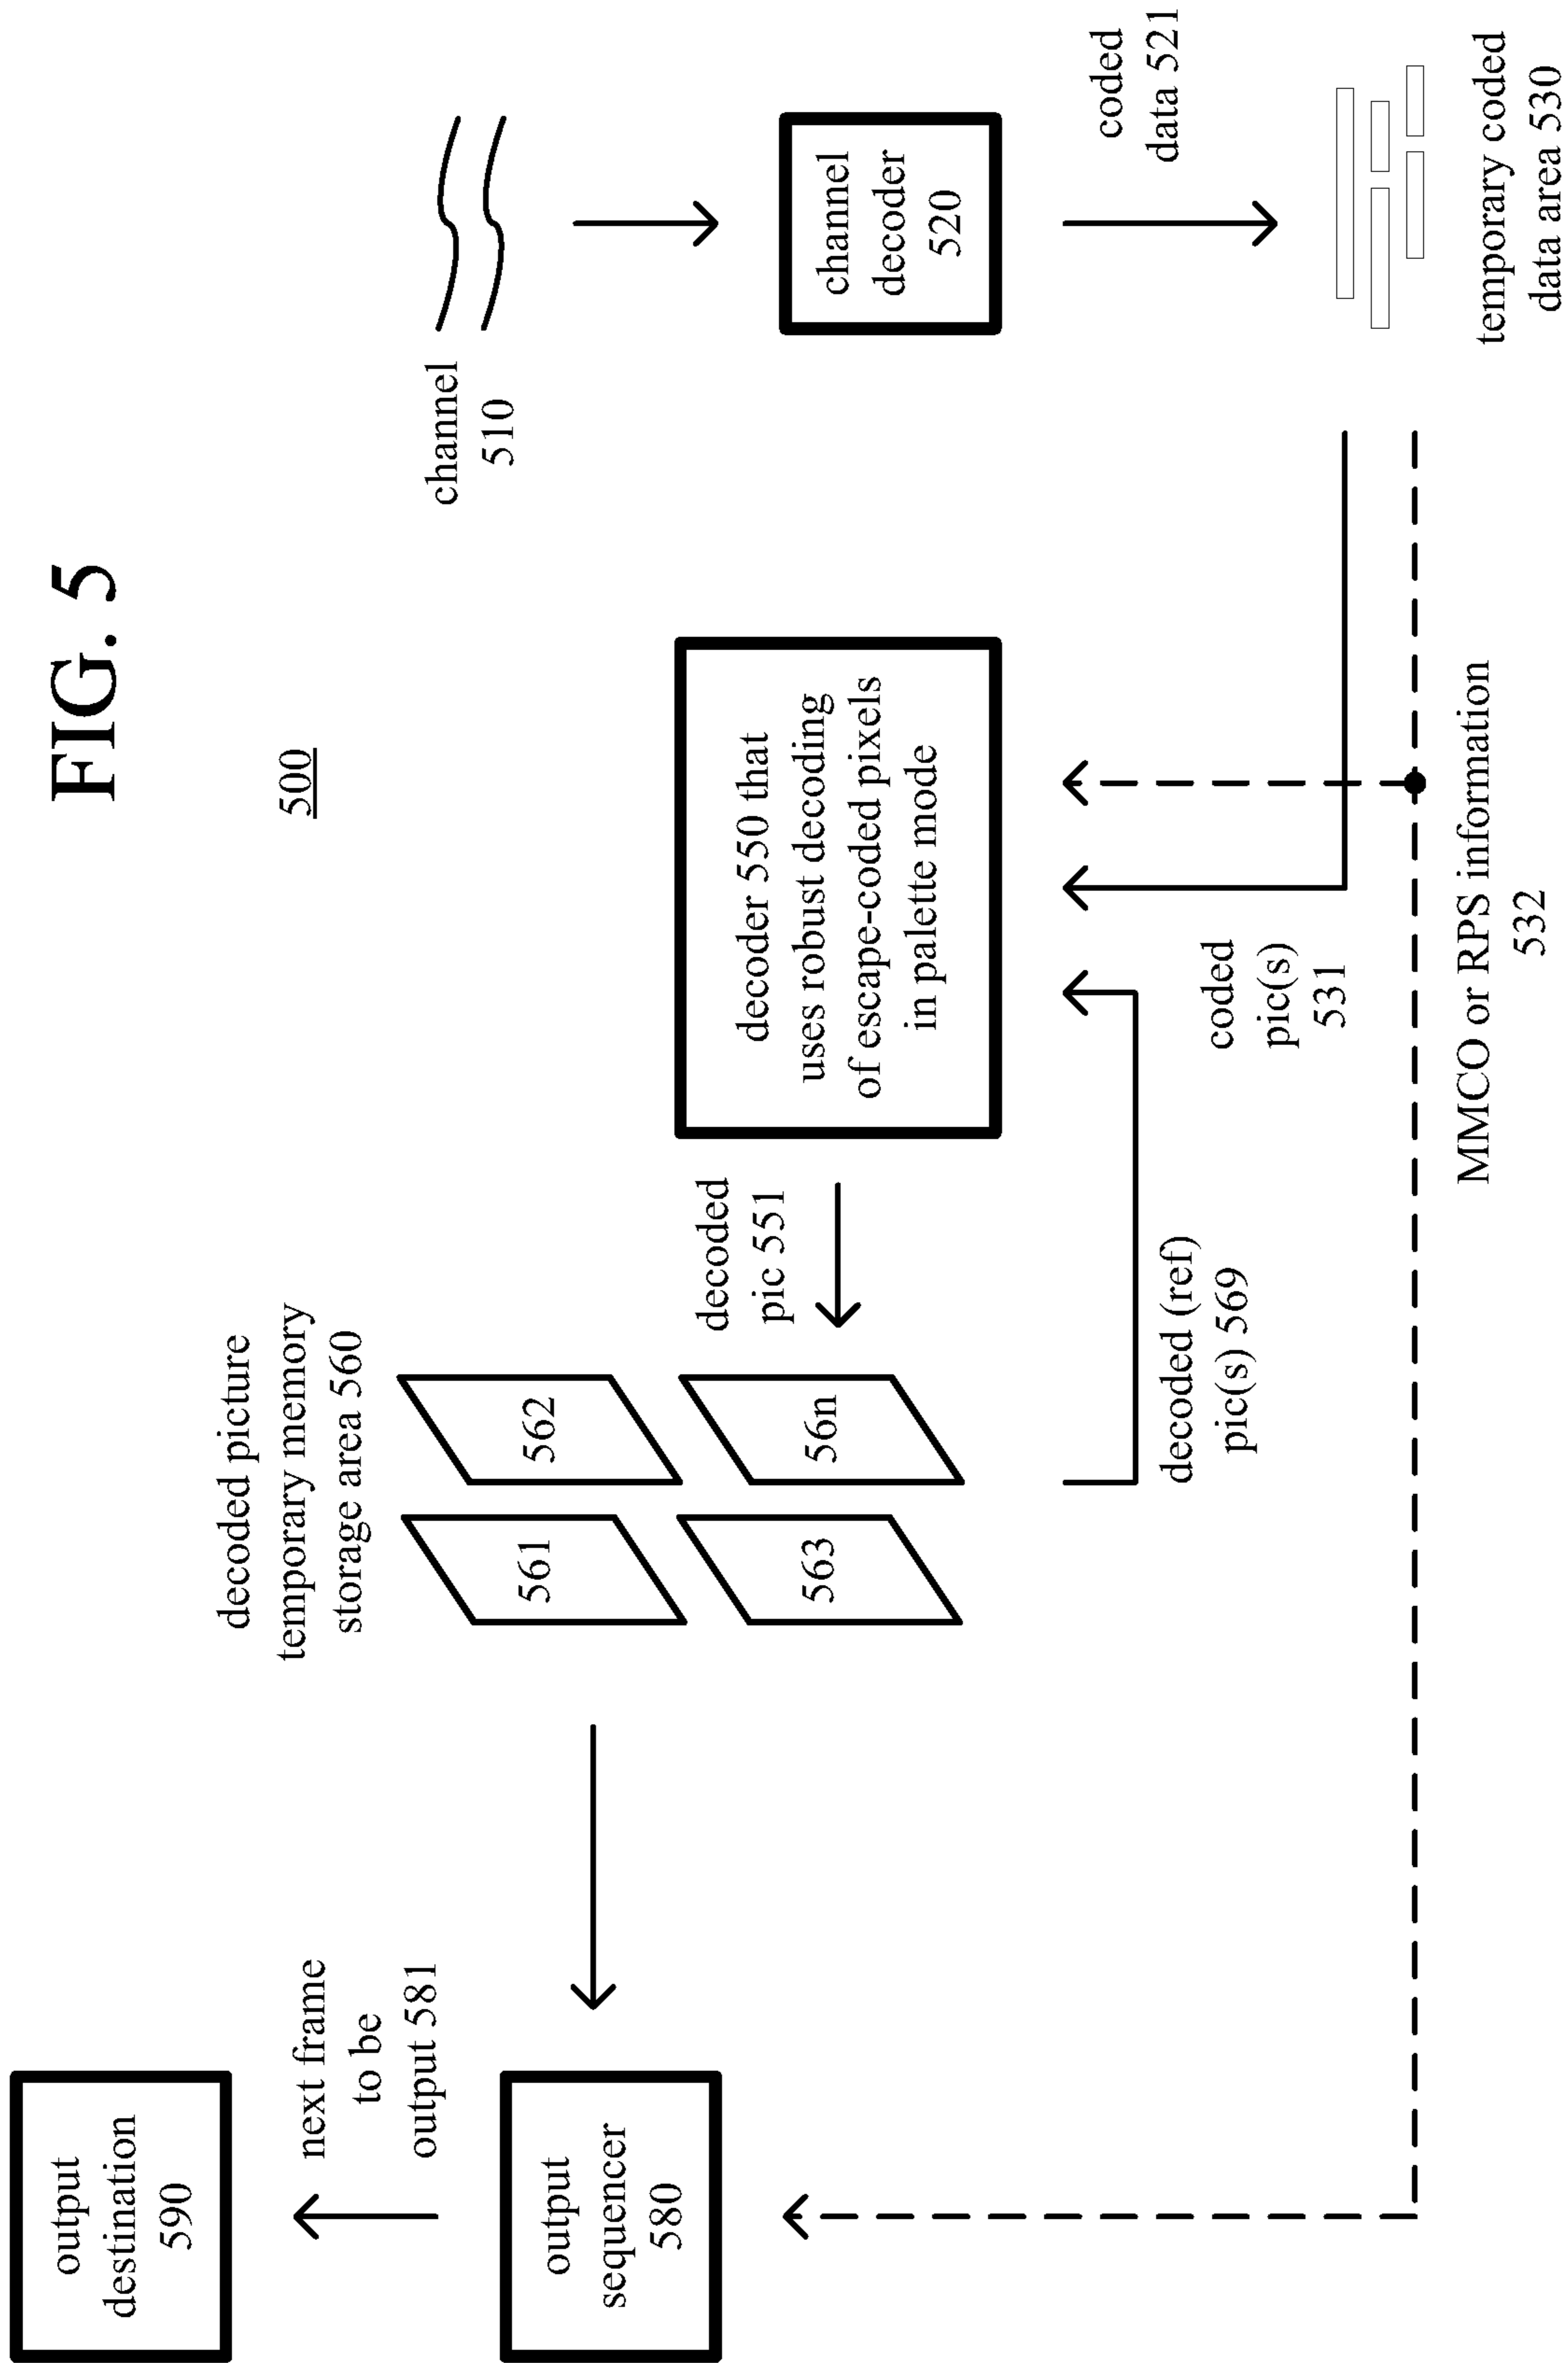 FIG. 5
500
output
destination
590
next frame
to be
output 581
output
sequencer
580
decoded picture
temporary memory
storage area 560
561
562
563
56n
decoded
pic 551
decoded (ref)
pic(s) 569
decoder 550 that
uses robust decoding
of escape-coded pixels
in palette mode
coded
pic(s)
531
MMCO or RPS information
532
channel
510
channel
decoder
520
coded
data 521
temporary coded
data area 530